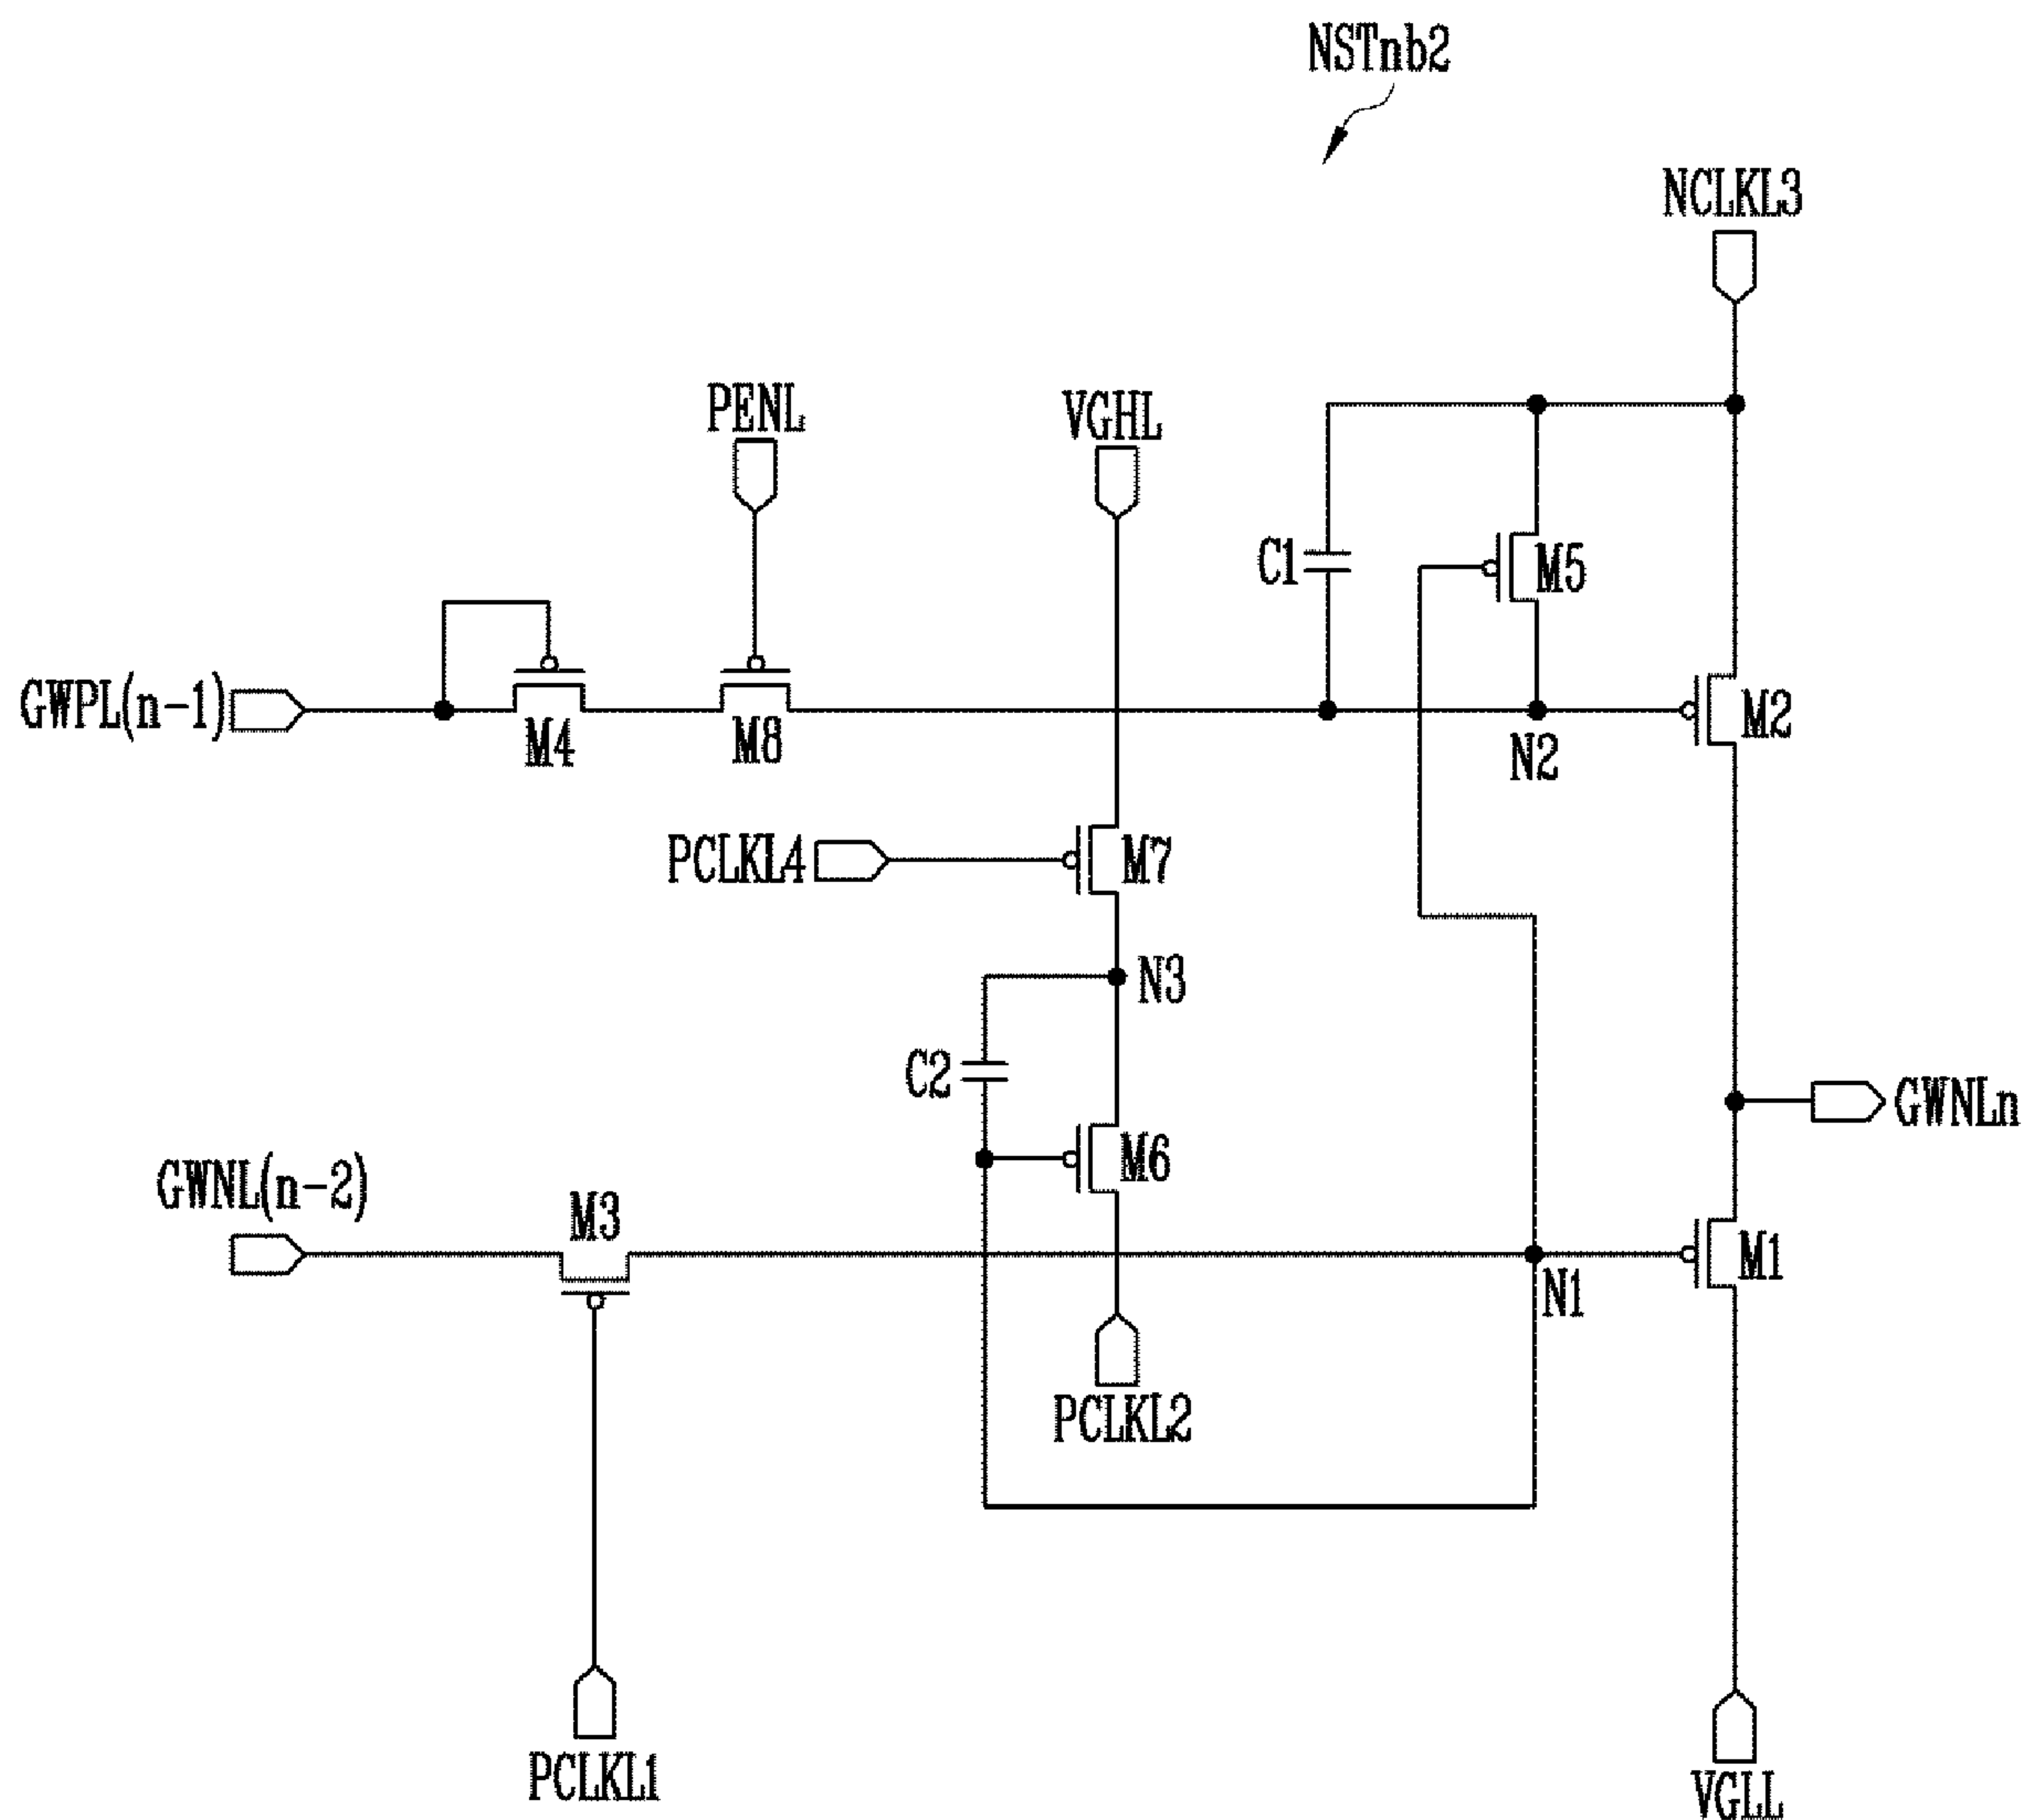 NSTnb2
NCLKL3
PENL
VGHL
C1
M5
GWPL(n-1)
M4
M8
M2
N2
PCLKL4
M7
N3
C2
GWNLn
M6
GWNL(n-2)
M3
M1
N1
PCLKL2
PCLKL1
VGLL